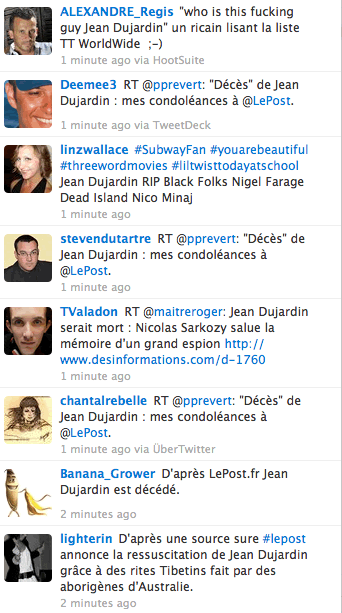 ALEXANDRE_Regis "who is this fucking
guy Jean Dujardin" un ricain lisant la liste
TT WorldWide ;-)
1 minute ago via HootSuite
Deemee3 RT @pprevert: "Décès" de Jean
Dujardin : mes condoléances à @LePost.
1 minute ago via TweetDeck
linzwallace #SubwayFan #youarebeautiful
#threewordmovies #liltwisttodayatschool
Jean Dujardin RIP Black Folks Nigel Farage
Dead Island Nico Minaj
1 minute ago
stevendutartre RT @pprevert: "Décès" de
Jean Dujardin : mes condoléances à
@LePost.
1 minute ago
TValadon RT @maitreroger: Jean Dujardin
serait mort : Nicolas Sarkozy salue la
mémoire d'un grand espion http://
www.desinformations.com/d-1760
1 minute ago
chantalrebelle RT @pprevert: "Décès" de
Jean Dujardin : mes condoléances à
@LePost.
1 minute ago via ÜberTwitter
Banana_Grower D'après LePost.fr Jean
Dujardin est décédé.
2 minutes ago
lighterin D'après une source sure #lepost
annonce la ressuscitation de Jean Dujardin
grâce à des rites Tibetins fait par des
aborigènes d'Australie.
2 minutes ago